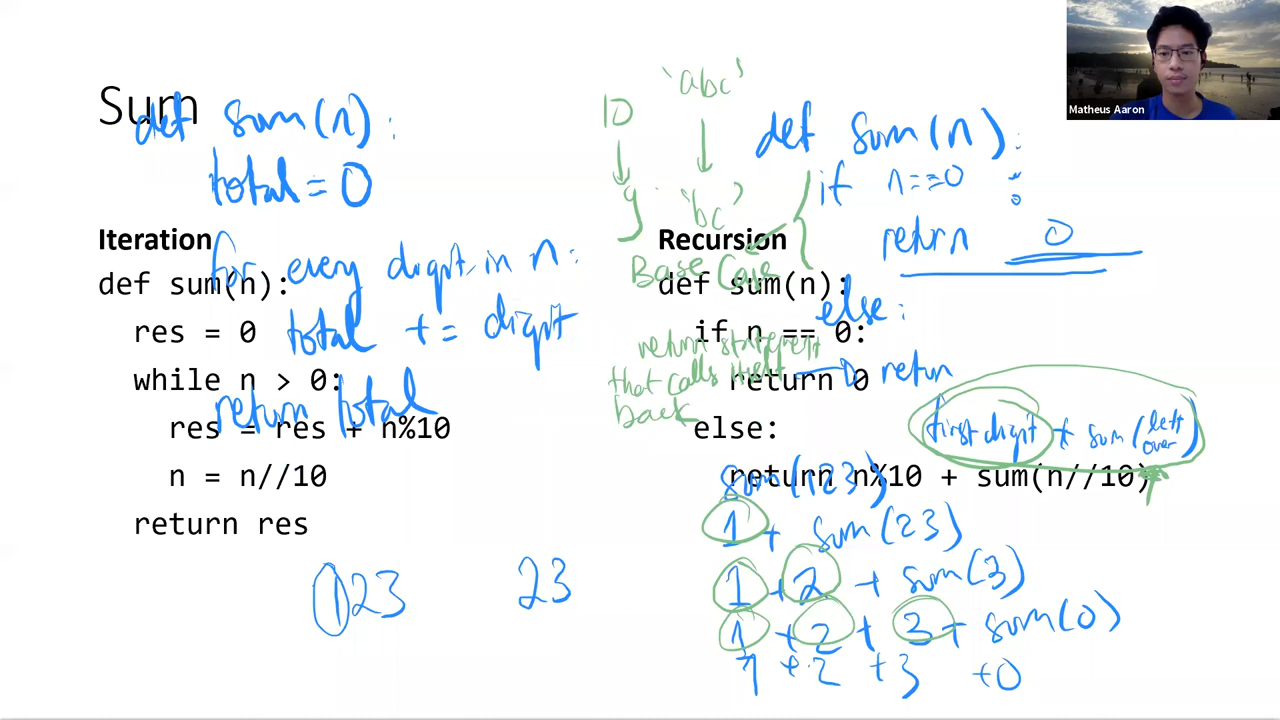 Sum
Iteration
def sum(n):
res = 0
while n > 0:
res = res + n%10
n = n//10
return res
def sum(n):
total = 0
for every digit in n:
total += digit
return total
123
23
10
9
'abc'
'bc'
Base Case
return statement
that calls itself
back
Recursion
def sum(n):
if n == 0:
return 0
else:
return n%10 + sum(n//10)
def sum(n):
if n == 0 :
return 0
else:
return
first digit + sum(left over)
sum(123)
1 + sum(23)
1 + 2 + sum(3)
1 + 2 + 3 + sum(0)
1 + 2 + 3 + 0
Matheus Aaron